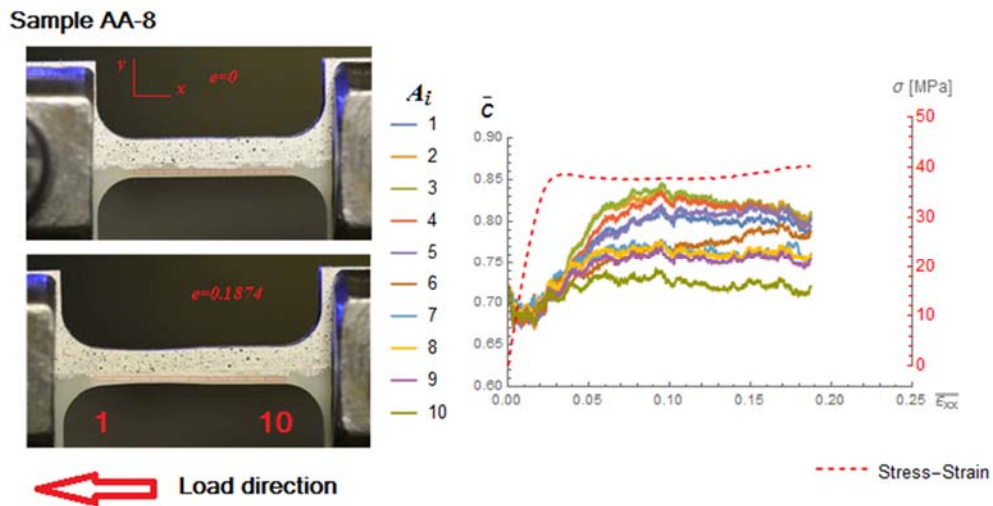 Sample AA-8
y
x
e=0
e=0.1874
1 10
Load direction
A_i
1
2
3
4
5
6
7
8
9
10
C̄
0.90
0.85
0.80
0.75
0.70
0.65
0.60
0.00 0.05 0.10 0.15 0.20 0.25
ε̅xx
σ [MPa]
50
40
30
20
10
0
Stress-Strain